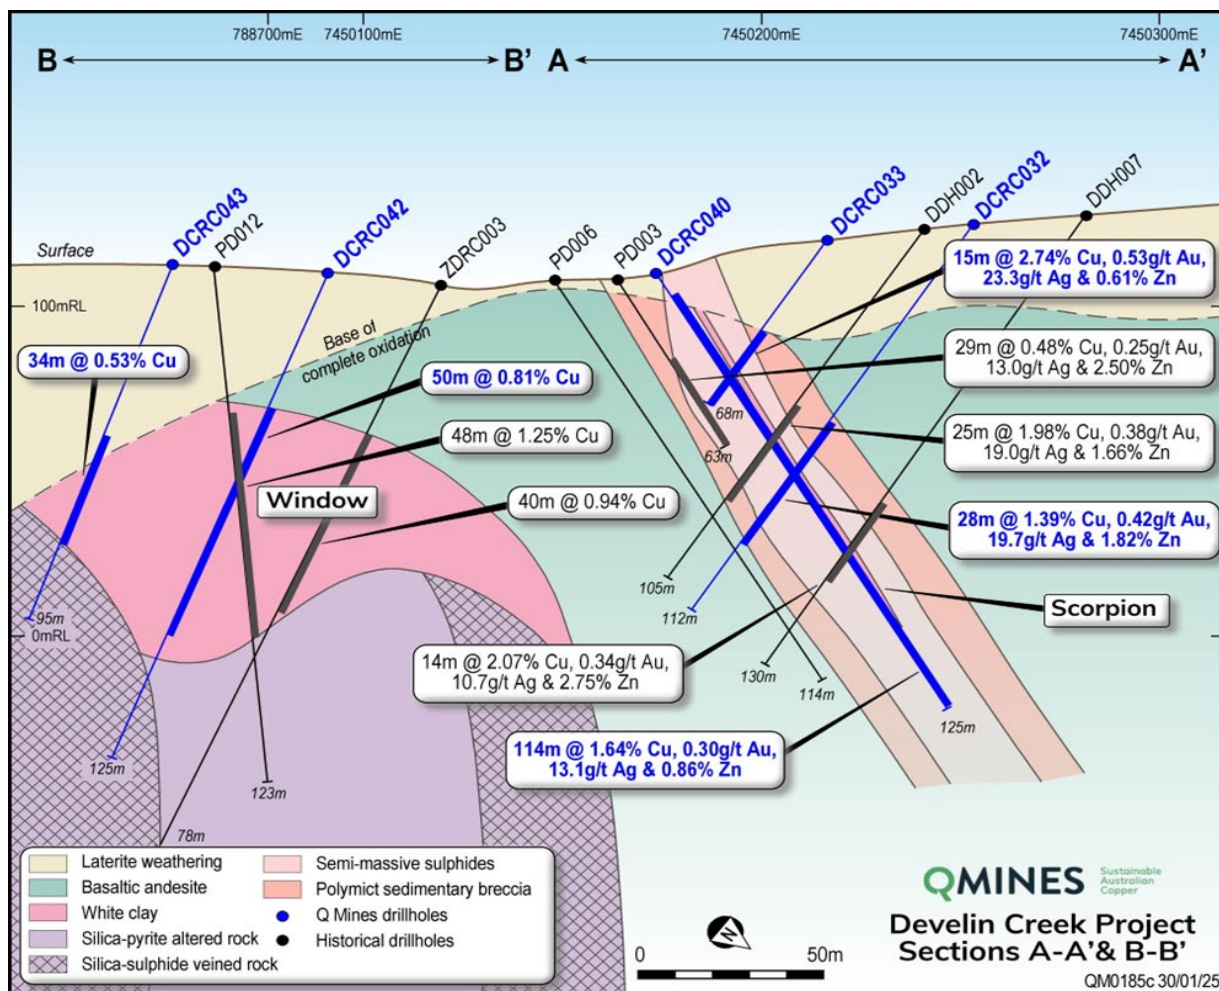 788700mE
7450100mE
7450200mE
7450300mE
B
B'
A
A'
DCRC043
PD012
DCRC042
ZDRC003
PD006
PD003
DCRC040
DCRC033
DDH002
DCRC032
DDH007
Surface
100mRL
Base of
complete oxidation
34m @ 0.53% Cu
50m @ 0.81% Cu
48m @ 1.25% Cu
Window
40m @ 0.94% Cu
15m @ 2.74% Cu, 0.53g/t Au,
23.3g/t Ag & 0.61% Zn
29m @ 0.48% Cu, 0.25g/t Au,
13.0g/t Ag & 2.50% Zn
25m @ 1.98% Cu, 0.38g/t Au,
19.0g/t Ag & 1.66% Zn
28m @ 1.39% Cu, 0.42g/t Au,
19.7g/t Ag & 1.82% Zn
Scorpion
68m
63m
105m
112m
95m
0mRL
14m @ 2.07% Cu, 0.34g/t Au,
10.7g/t Ag & 2.75% Zn
130m
114m
125m
114m @ 1.64% Cu, 0.30g/t Au,
13.1g/t Ag & 0.86% Zn
125m
123m
78m
Laterite weathering
Basaltic andesite
White clay
Silica-pyrite altered rock
Silica-sulphide veined rock
Semi-massive sulphides
Polymict sedimentary breccia
Q Mines drillholes
Historical drillholes
N
0
50m
QMINES
Sustainable
Australian
Copper
Develin Creek Project
Sections A-A'& B-B'
QM0185c 30/01/25